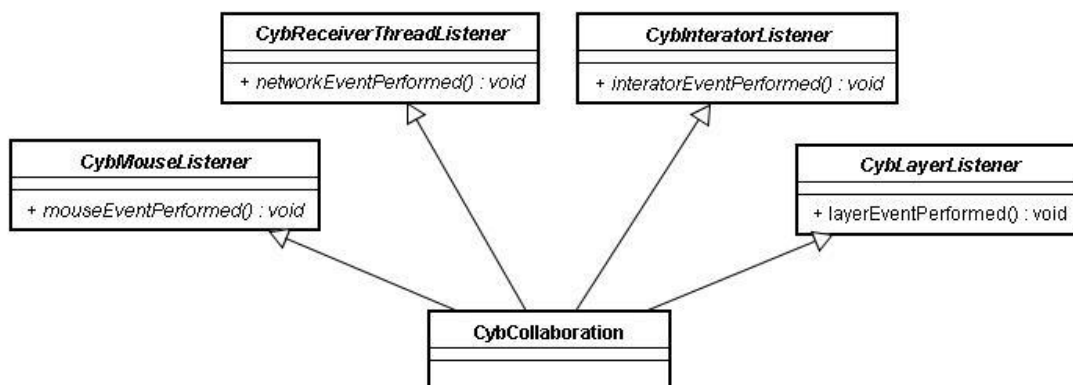 CybReceiverThreadListener
+ networkEventPerformed() : void
CybInteratorListener
+ interatorEventPerformed() : void
CybMouseListener
+ mouseEventPerformed() : void
CybLayerListener
+ layerEventPerformed() : void
CybCollaboration